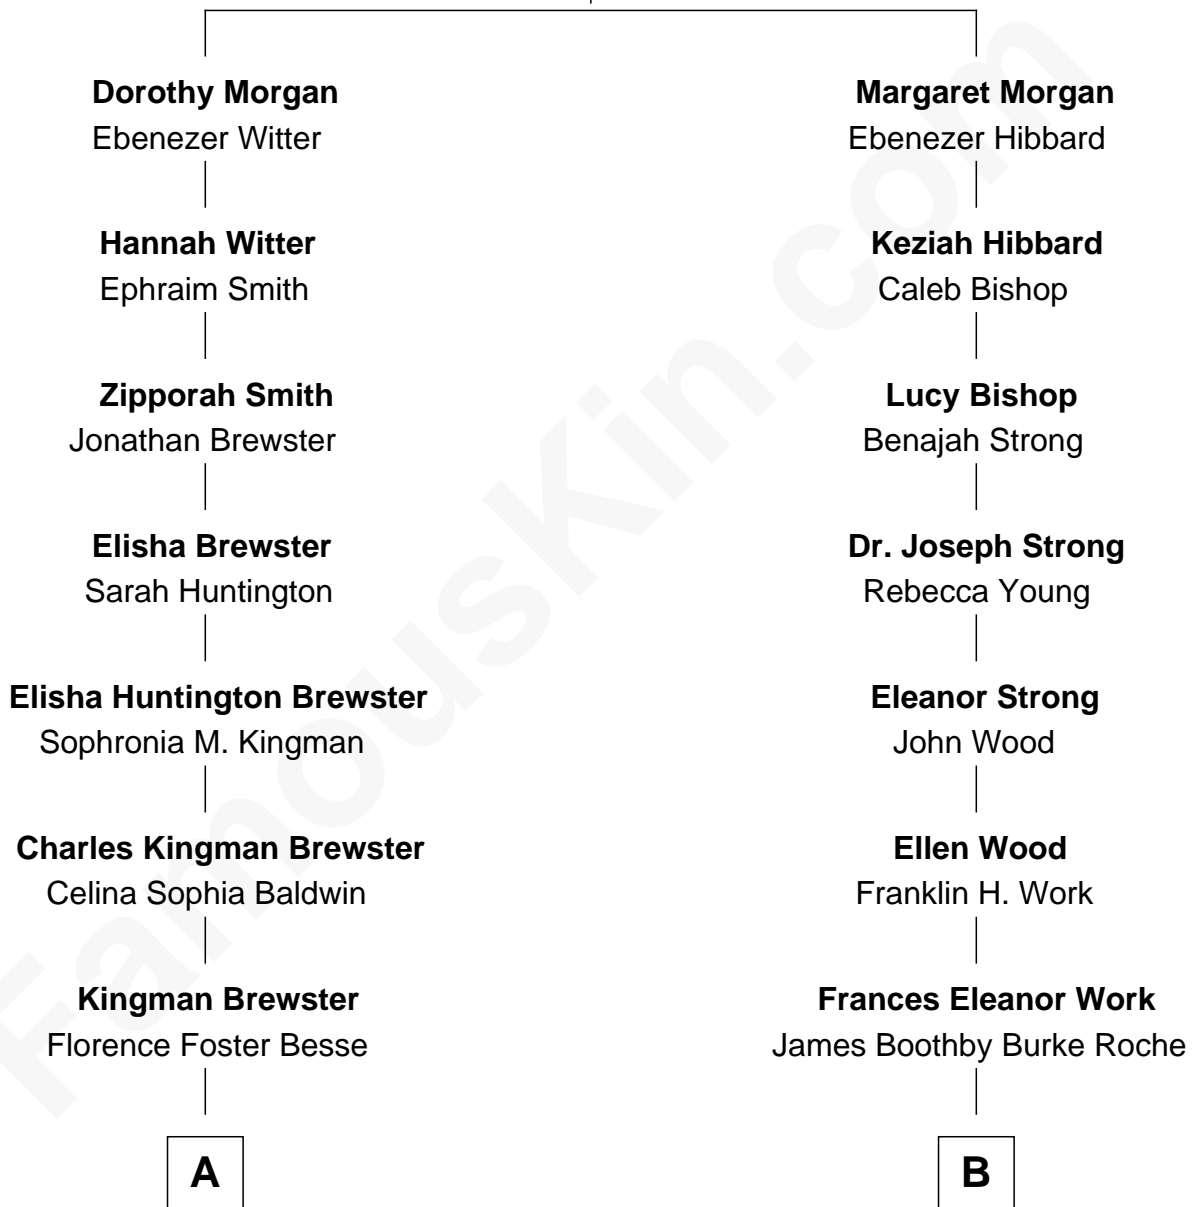 Dorothy Morgan
Ebenezer Witter
Margaret Morgan
Ebenezer Hibbard
Hannah Witter
Ephraim Smith
Keziah Hibbard
Caleb Bishop
Zipporah Smith
Jonathan Brewster
Lucy Bishop
Benajah Strong
Elisha Brewster
Sarah Huntington
Dr. Joseph Strong
Rebecca Young
Elisha Huntington Brewster
Sophronia M. Kingman
Eleanor Strong
John Wood
Charles Kingman Brewster
Celina Sophia Baldwin
Ellen Wood
Franklin H. Work
Kingman Brewster
Florence Foster Besse
Frances Eleanor Work
James Boothby Burke Roche
A
B
FamousKin.com